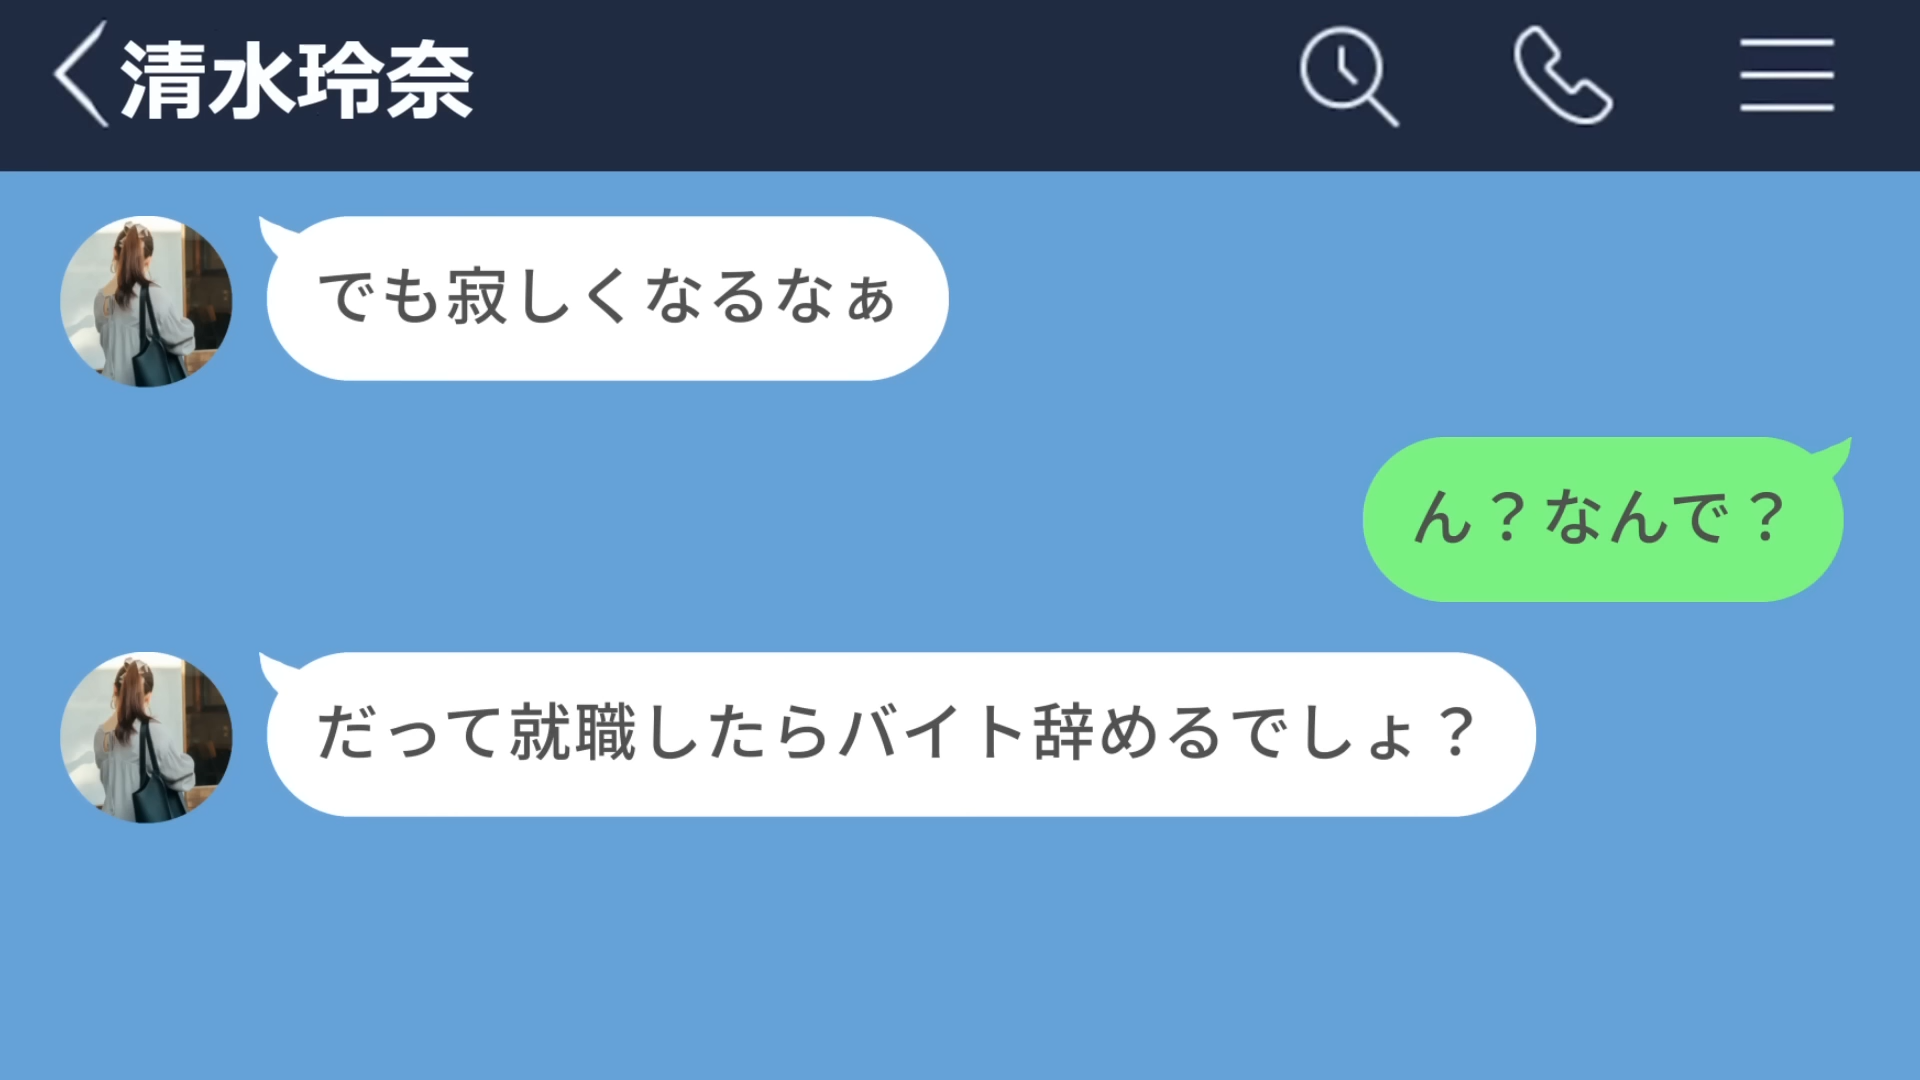 清水玲奈
でも寂しくなるなぁ
ん？なんで？
だって就職したらバイト辞めるでしょ？